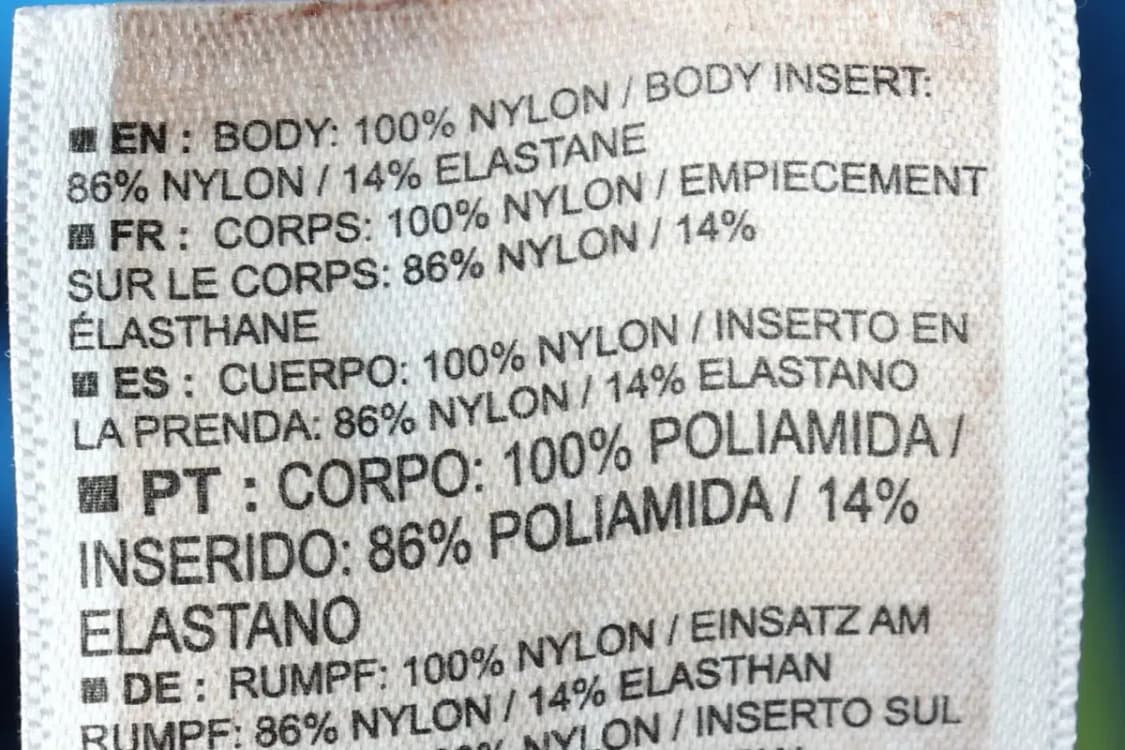 EN : BODY: 100% NYLON / BODY INSERT:
86% NYLON / 14% ELASTANE
FR : CORPS: 100% NYLON / EMPIECEMENT
SUR LE CORPS: 86% NYLON / 14%
ÉLASTHANE
ES : CUERPO: 100% NYLON / INSERTO EN
LA PRENDA: 86% NYLON / 14% ELASTANO
PT : CORPO: 100% POLIAMIDA /
INSERIDO: 86% POLIAMIDA / 14%
ELASTANO
DE : RUMPF: 100% NYLON / EINSATZ AM
RUMPF: 86% NYLON / 14% ELASTHAN
NYLON / INSERTO SUL